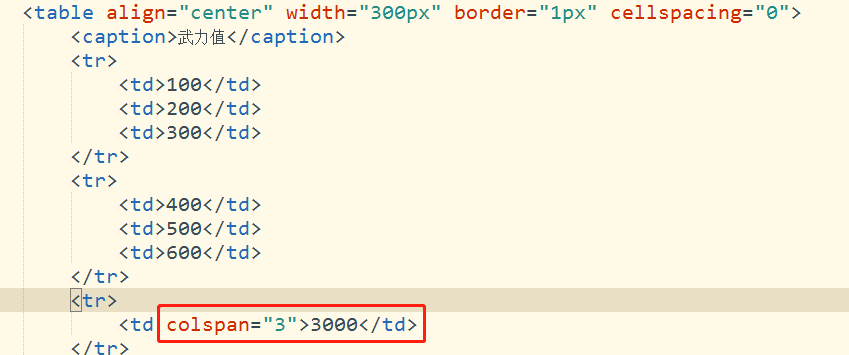 <table align="center" width="300px" border="1px" cellspacing="0">
<caption>武力值</caption>
<tr>
<td>100</td>
<td>200</td>
<td>300</td>
</tr>
<tr>
<td>400</td>
<td>500</td>
<td>600</td>
</tr>
<tr>
<td colspan="3">3000</td>
</tr>